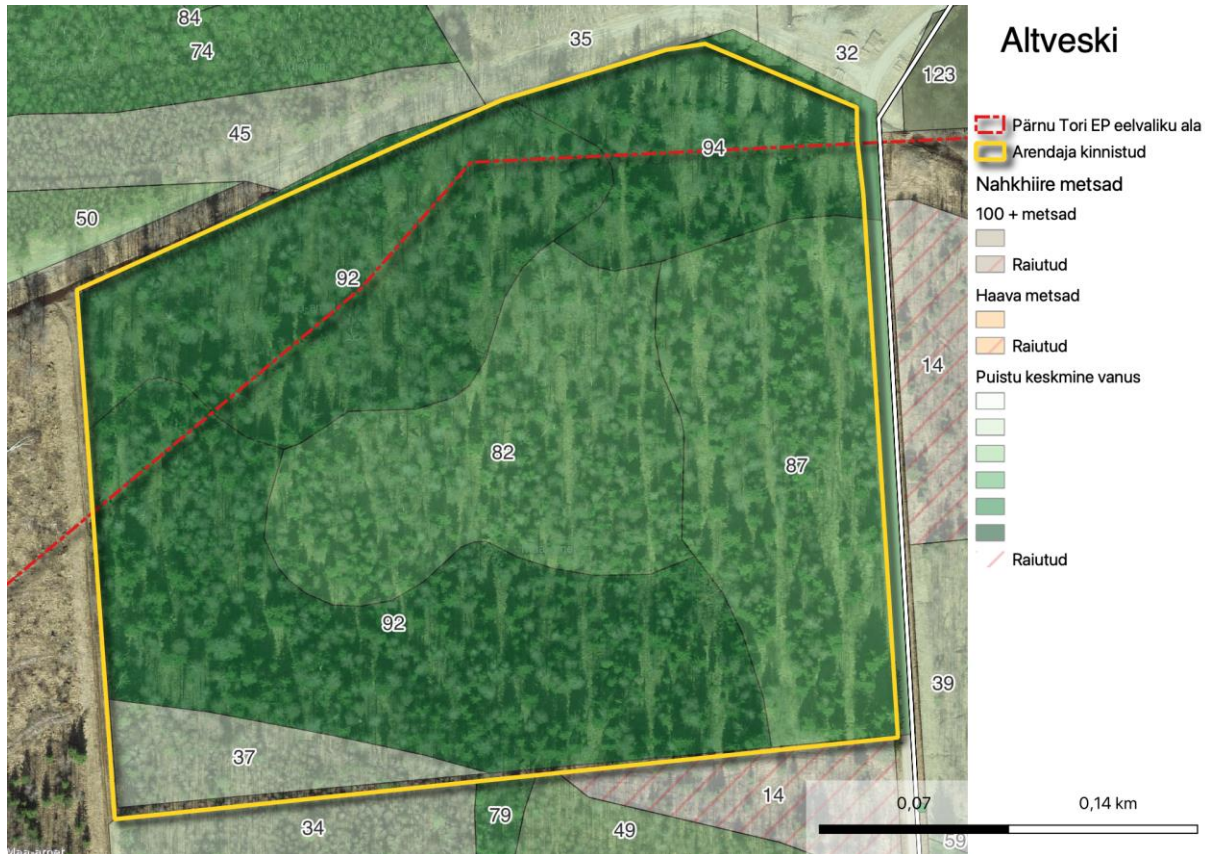 Altveski
Pärnu Tori EP eelvaliku ala
Arendaja kinnistud
Nahkhiire metsad
100 + metsad
Raiutud
Haava metsad
Raiutud
Puistu keskmine vanus
Raiutud
84
74
35
32
123
45
94
50
92
14
82
87
92
39
37
14
34
79
49
59
0,07
0,14 km